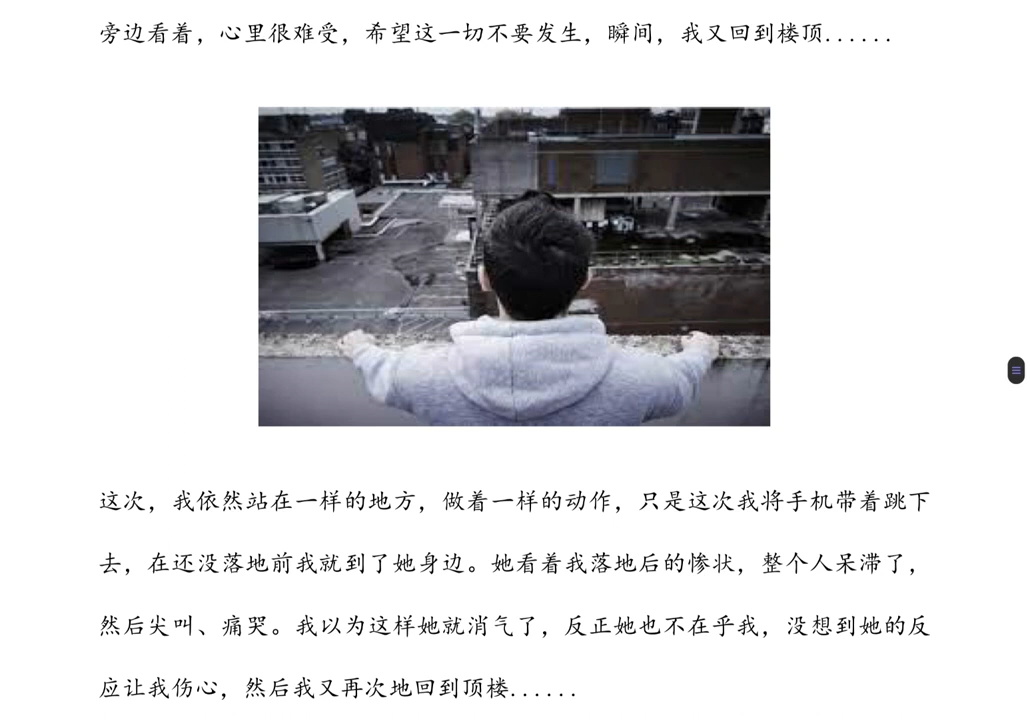 旁边看着，心里很难受，希望这一切不要发生，瞬间，我又回到楼顶......
这次，我依然站在一样的地方，做着一样的动作，只是这次我将手机带着跳下
去，在还没落地前我就到了她身边。她看着我落地后的惨状，整个人呆滞了，
然后尖叫、痛哭。我以为这样她就消气了，反正她也不在乎我，没想到她的反
应让我伤心，然后我又再次地回到顶楼......